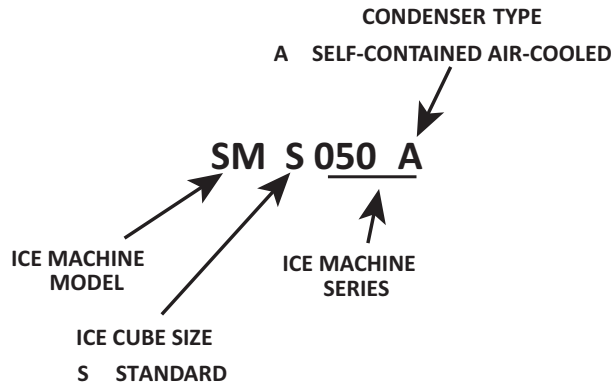 CONDENSER TYPE
A SELF-CONTAINED AIR-COOLED
SM S 050 A
ICE MACHINE
MODEL
ICE MACHINE
SERIES
ICE CUBE SIZE
S STANDARD